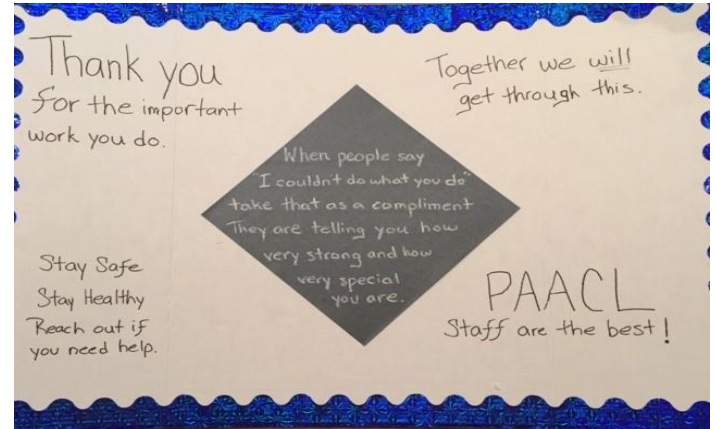 Thank you
for the important
work you do.
Together we will
get through this.
When people say
"I couldn't do what you do"
take that as a compliment
They are telling you how
very strong and how
very special
you are.
Stay Safe
Stay Healthy
Reach out if
you need help.
PAACL
Staff are the best!